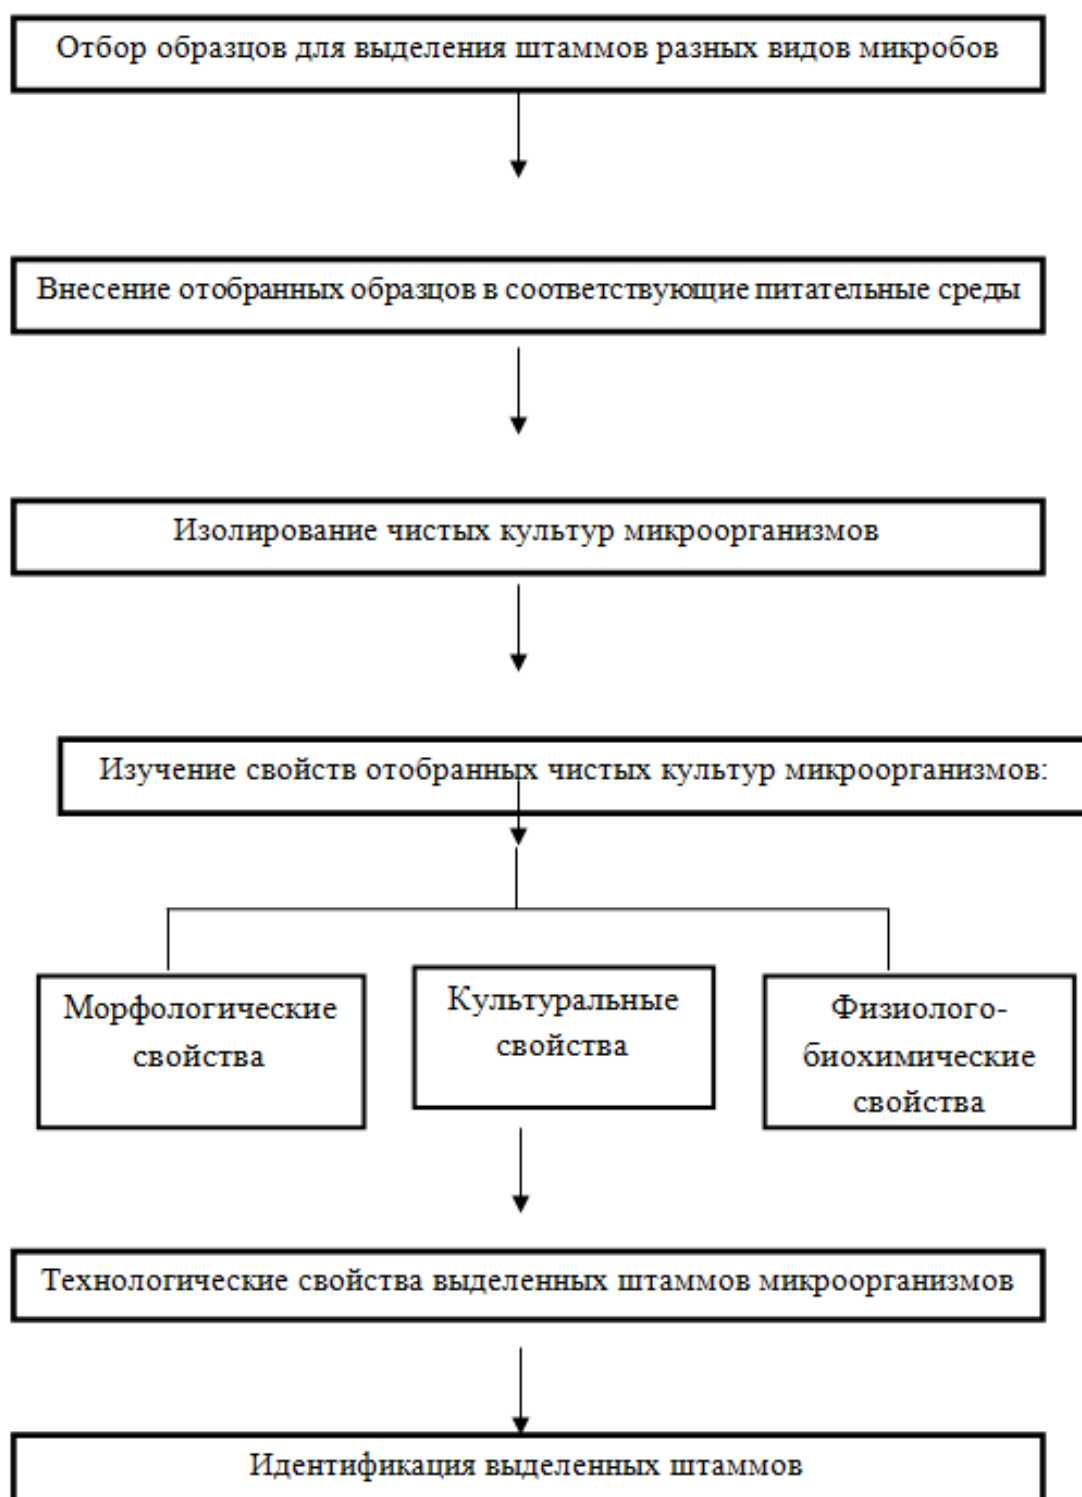 Отбор образцов для выделения штаммов разных видов микробов
Внесение отобранных образцов в соответствующие питательные среды
Изолирование чистых культур микроорганизмов
Изучение свойств отобранных чистых культур микроорганизмов:
Морфологические
свойства
Культуральные
свойства
Физиолого-
биохимические
свойства
Технологические свойства выделенных штаммов микроорганизмов
Идентификация выделенных штаммов